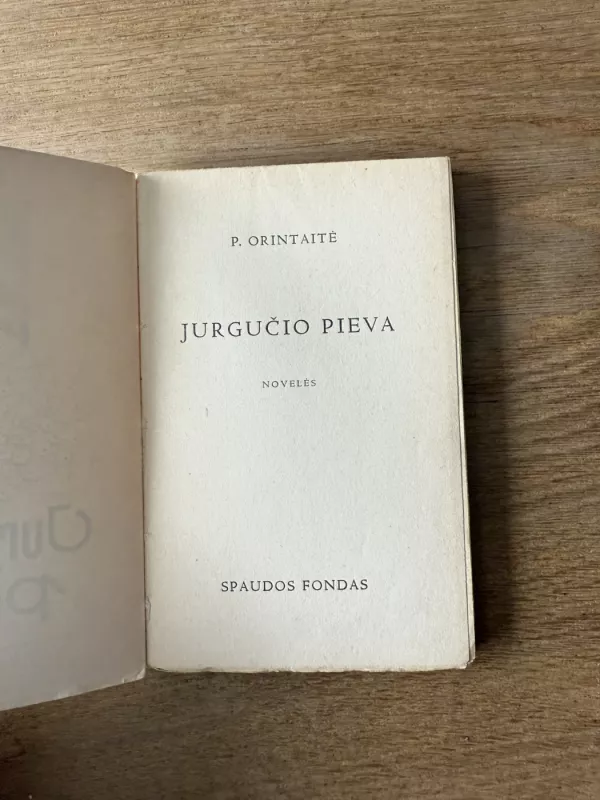 P. ORINTAITĖ
JURGUČIO PIEVA
NOVELĖS
SPAUDOS FONDAS